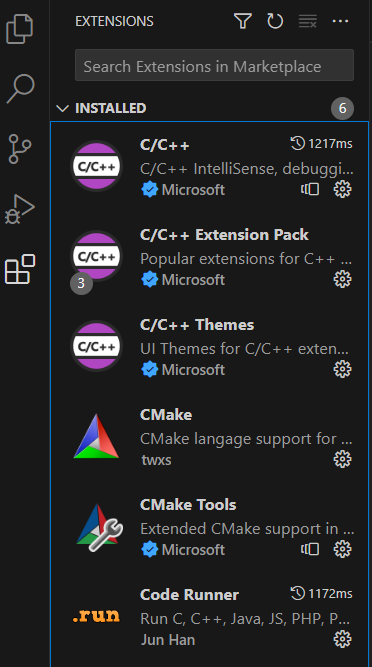 EXTENSIONS
Search Extensions in Marketplace
INSTALLED 6
C/C++ 1217ms
C/C++
C/C++ IntelliSense, debuggi...
Microsoft
C/C++ Extension Pack
C/C++
Popular extensions for C++ ...
3 Microsoft
C/C++ Themes
C/C++
UI Themes for C/C++ exten...
Microsoft
CMake
CMake langage support for ...
twxs
CMake Tools
Extended CMake support in ...
Microsoft
Code Runner 1172ms
.run
Run C, C++, Java, JS, PHP, P...
Jun Han